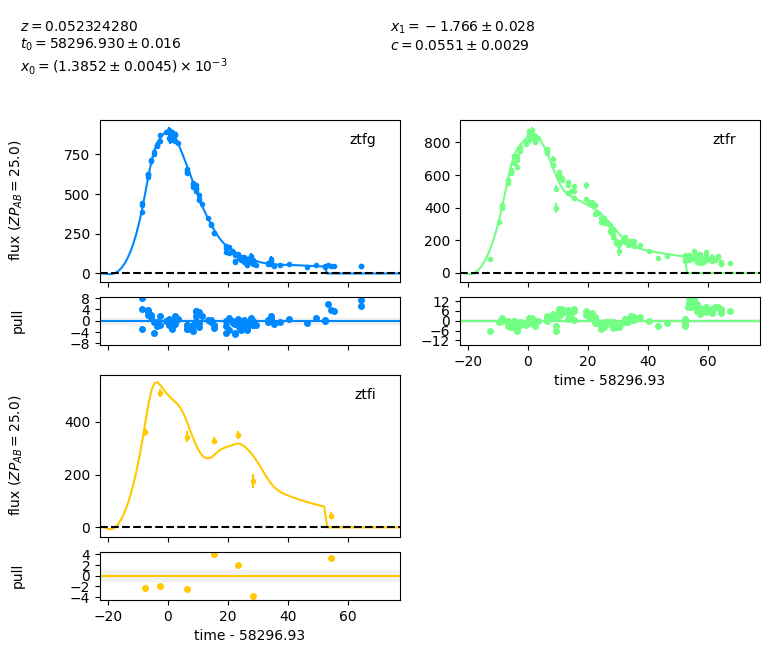 z = 0.052324280
t₀ = 58296.930 ± 0.016
x₀ = (1.3852 ± 0.0045) × 10⁻³
x₁ = −1.766 ± 0.028
c = 0.0551 ± 0.0029
flux (ZP_AB = 25.0)
ztfg
750
500
250
0
ztfr
800
600
400
200
0
pull
8
4
0
−4
−8
12
6
0
−6
−12
−20
0
20
40
60
time - 58296.93
flux (ZP_AB = 25.0)
ztfi
400
200
0
pull
4
2
0
−2
−4
−20
0
20
40
60
time - 58296.93